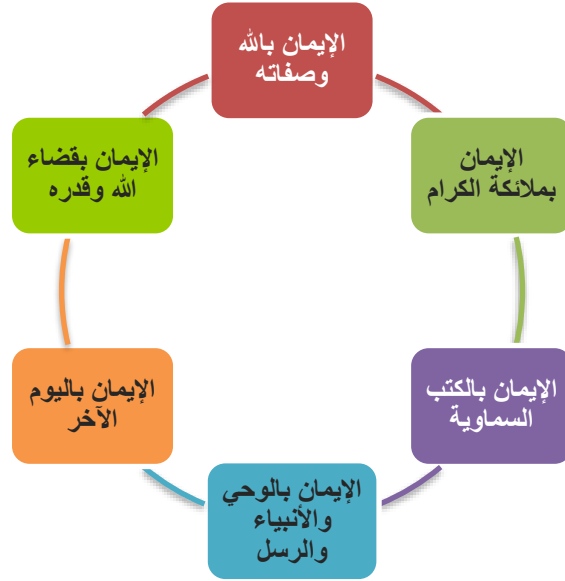 الإيمان بالله
وصفاته
الإيمان
بملائكة الكرام
الإيمان بالكتب
السماوية
الإيمان بالوحي
والأنبياء
والرسل
الإيمان باليوم
الآخر
الإيمان بقضاء
الله وقدره